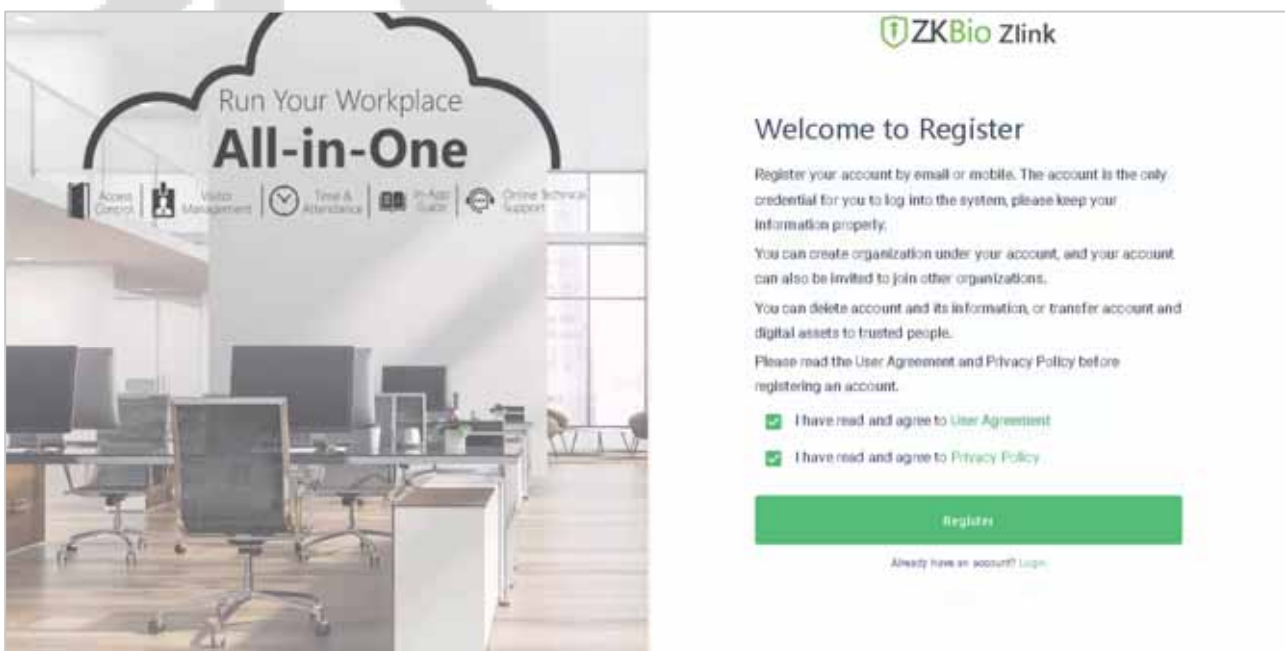 Run Your Workplace
All-in-One
Access
Control
Visitor
Management
Time &
Attendance
In-App
Guide
Online Technical
Support
ZKBio Zlink
Welcome to Register
Register your account by email or mobile. The account is the only
credential for you to log into the system, please keep your
information properly.
You can create organization under your account, and your account
can also be invited to join other organizations.
You can delete account and its information, or transfer account and
digital assets to trusted people.
Please read the User Agreement and Privacy Policy before
registering an account.
I have read and agree to User Agreement
I have read and agree to Privacy Policy
Register
Already have an account? Login